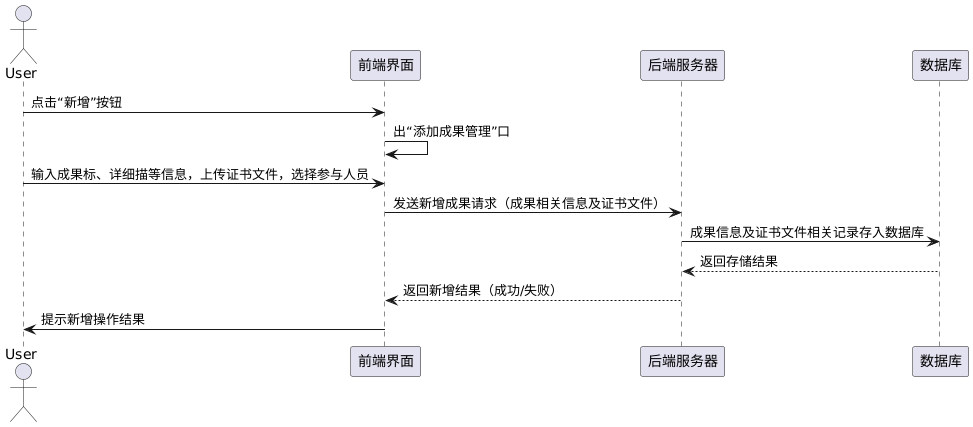 User
前端界面
后端服务器
数据库
点击“新增”按钮
出“添加成果管理”口
输入成果标、详细描等信息，上传证书文件，选择参与人员
发送新增成果请求（成果相关信息及证书文件）
成果信息及证书文件相关记录存入数据库
返回存储结果
返回新增结果（成功/失败）
提示新增操作结果
User
前端界面
后端服务器
数据库